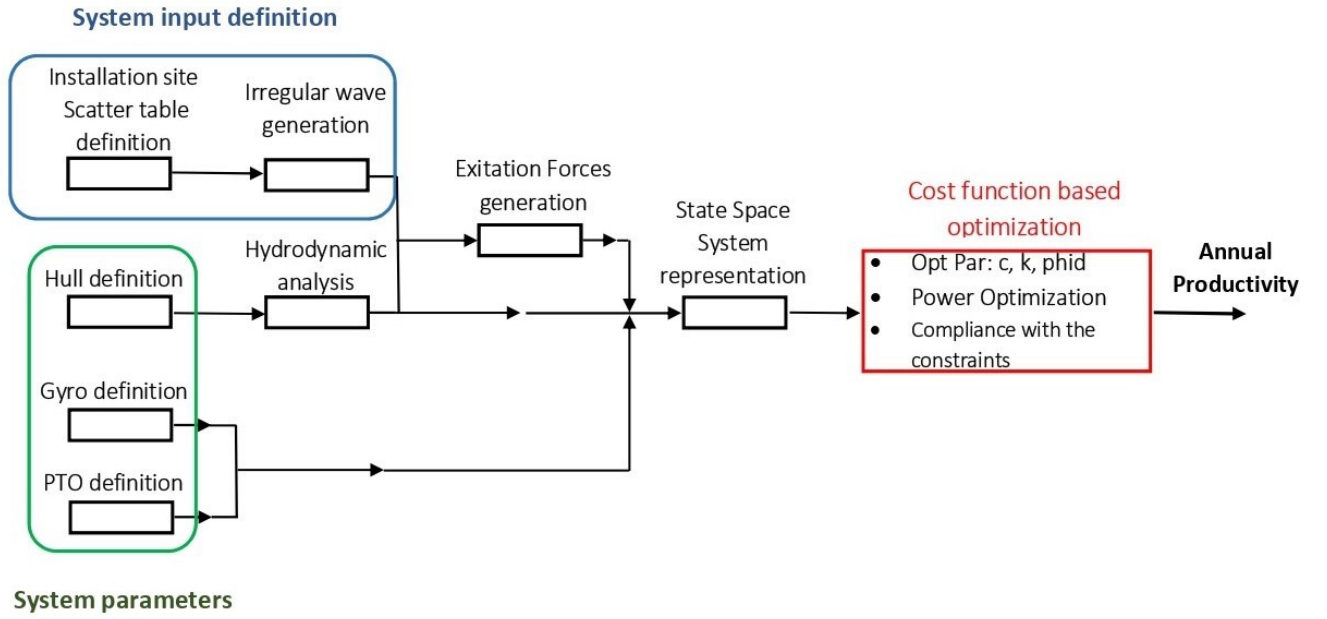 System input definition
Installation site
Scatter table
definition
Irregular wave
generation
Exitation Forces
generation
State Space
System
representation
Cost function based
optimization
• Opt Par: c, k, phid
• Power Optimization
• Compliance with the
constraints
Annual
Productivity
Hull definition
Hydrodynamic
analysis
Gyro definition
PTO definition
System parameters